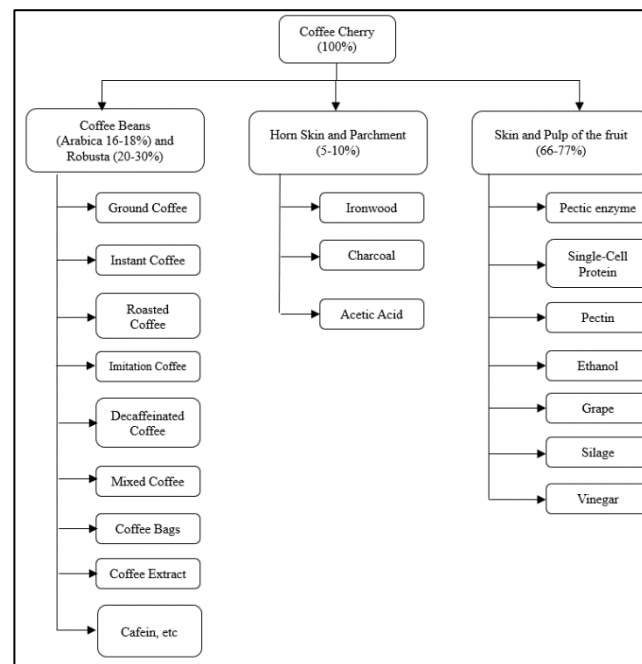 Coffee Cherry
(100%)
Coffee Beans
(Arabica 16-18%) and
Robusta (20-30%)
Ground Coffee
Instant Coffee
Roasted
Coffee
Imitation Coffee
Decaffeinated
Coffee
Mixed Coffee
Coffee Bags
Coffee Extract
Cafein, etc
Horn Skin and Parchment
(5-10%)
Ironwood
Charcoal
Acetic Acid
Skin and Pulp of the fruit
(66-77%)
Pectic enzyme
Single-Cell
Protein
Pectin
Ethanol
Grape
Silage
Vinegar